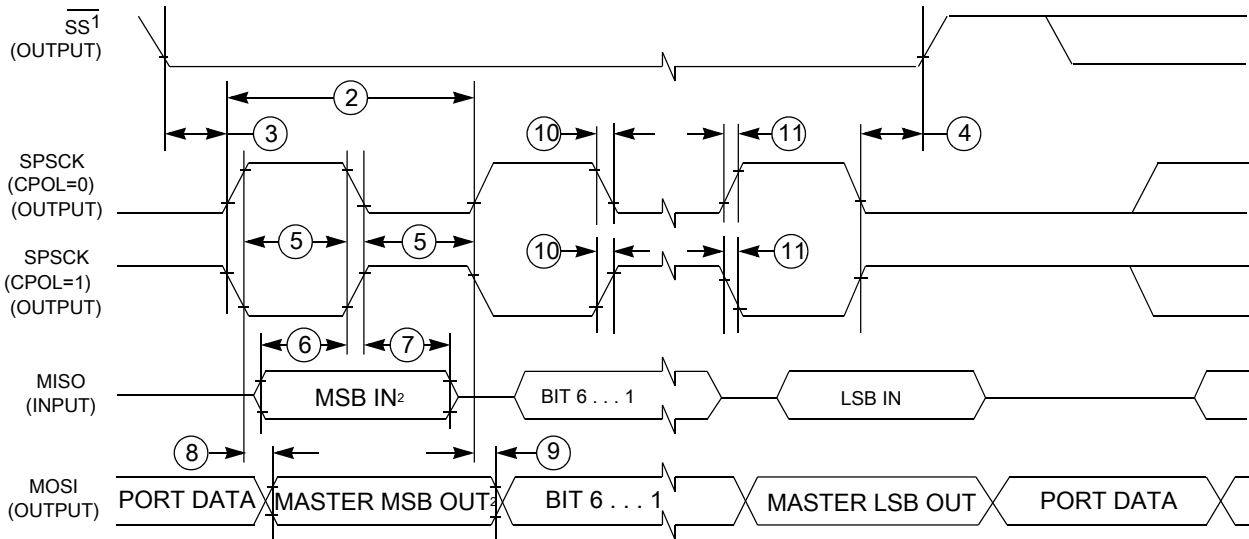 SS1
(OUTPUT)
2
3
10
11
4
SPSCK
(CPOL=0)
(OUTPUT)
5
5
SPSCK
(CPOL=1)
(OUTPUT)
10
11
6
7
MISO
(INPUT)
MSB IN2
BIT 6 . . . 1
LSB IN
8
9
MOSI
(OUTPUT)
PORT DATA
MASTER MSB OUT2
BIT 6 . . . 1
MASTER LSB OUT
PORT DATA